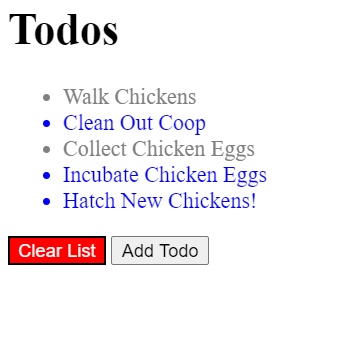 Todos
Walk Chickens
Clean Out Coop
Collect Chicken Eggs
Incubate Chicken Eggs
Hatch New Chickens!
Clear List Add Todo